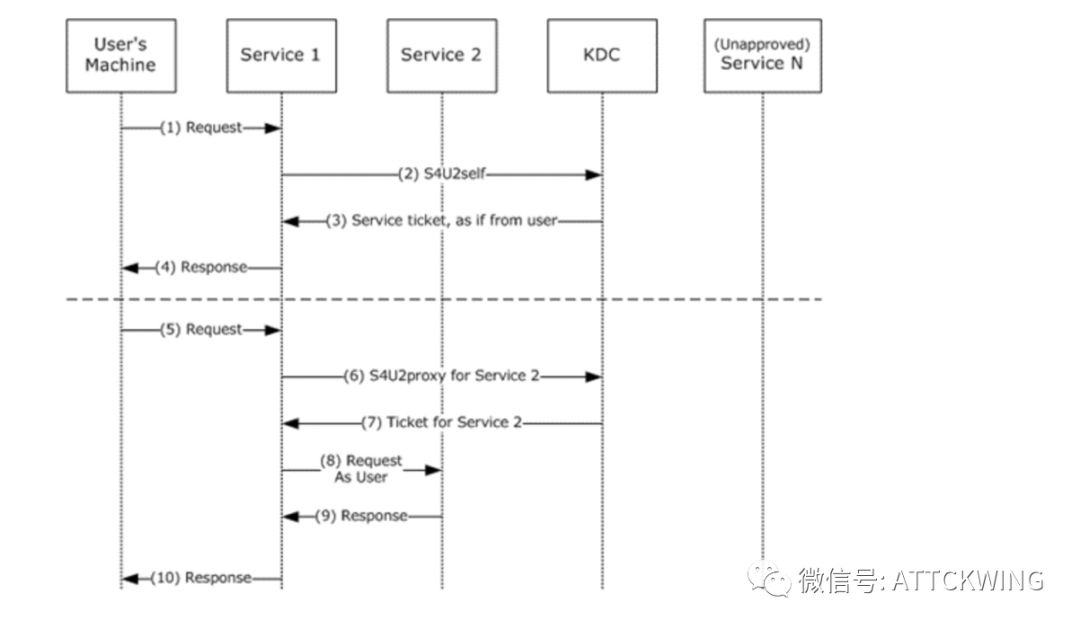 User's
Machine
Service 1
Service 2
KDC
(Unapproved)
Service N
(1) Request
(2) S4U2self
(3) Service ticket, as if from user
(4) Response
(5) Request
(6) S4U2proxy for Service 2
(7) Ticket for Service 2
(8) Request
As User
(9) Response
(10) Response
微信号: ATTCKWING